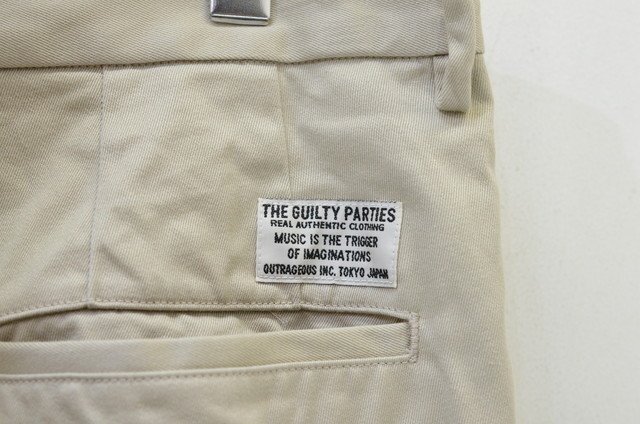 THE GUILTY PARTIES
REAL AUTHENTIC CLOTHING
MUSIC IS THE TRIGGER
OF IMAGINATIONS
OUTRAGEOUS INC. TOKYO JAPAN